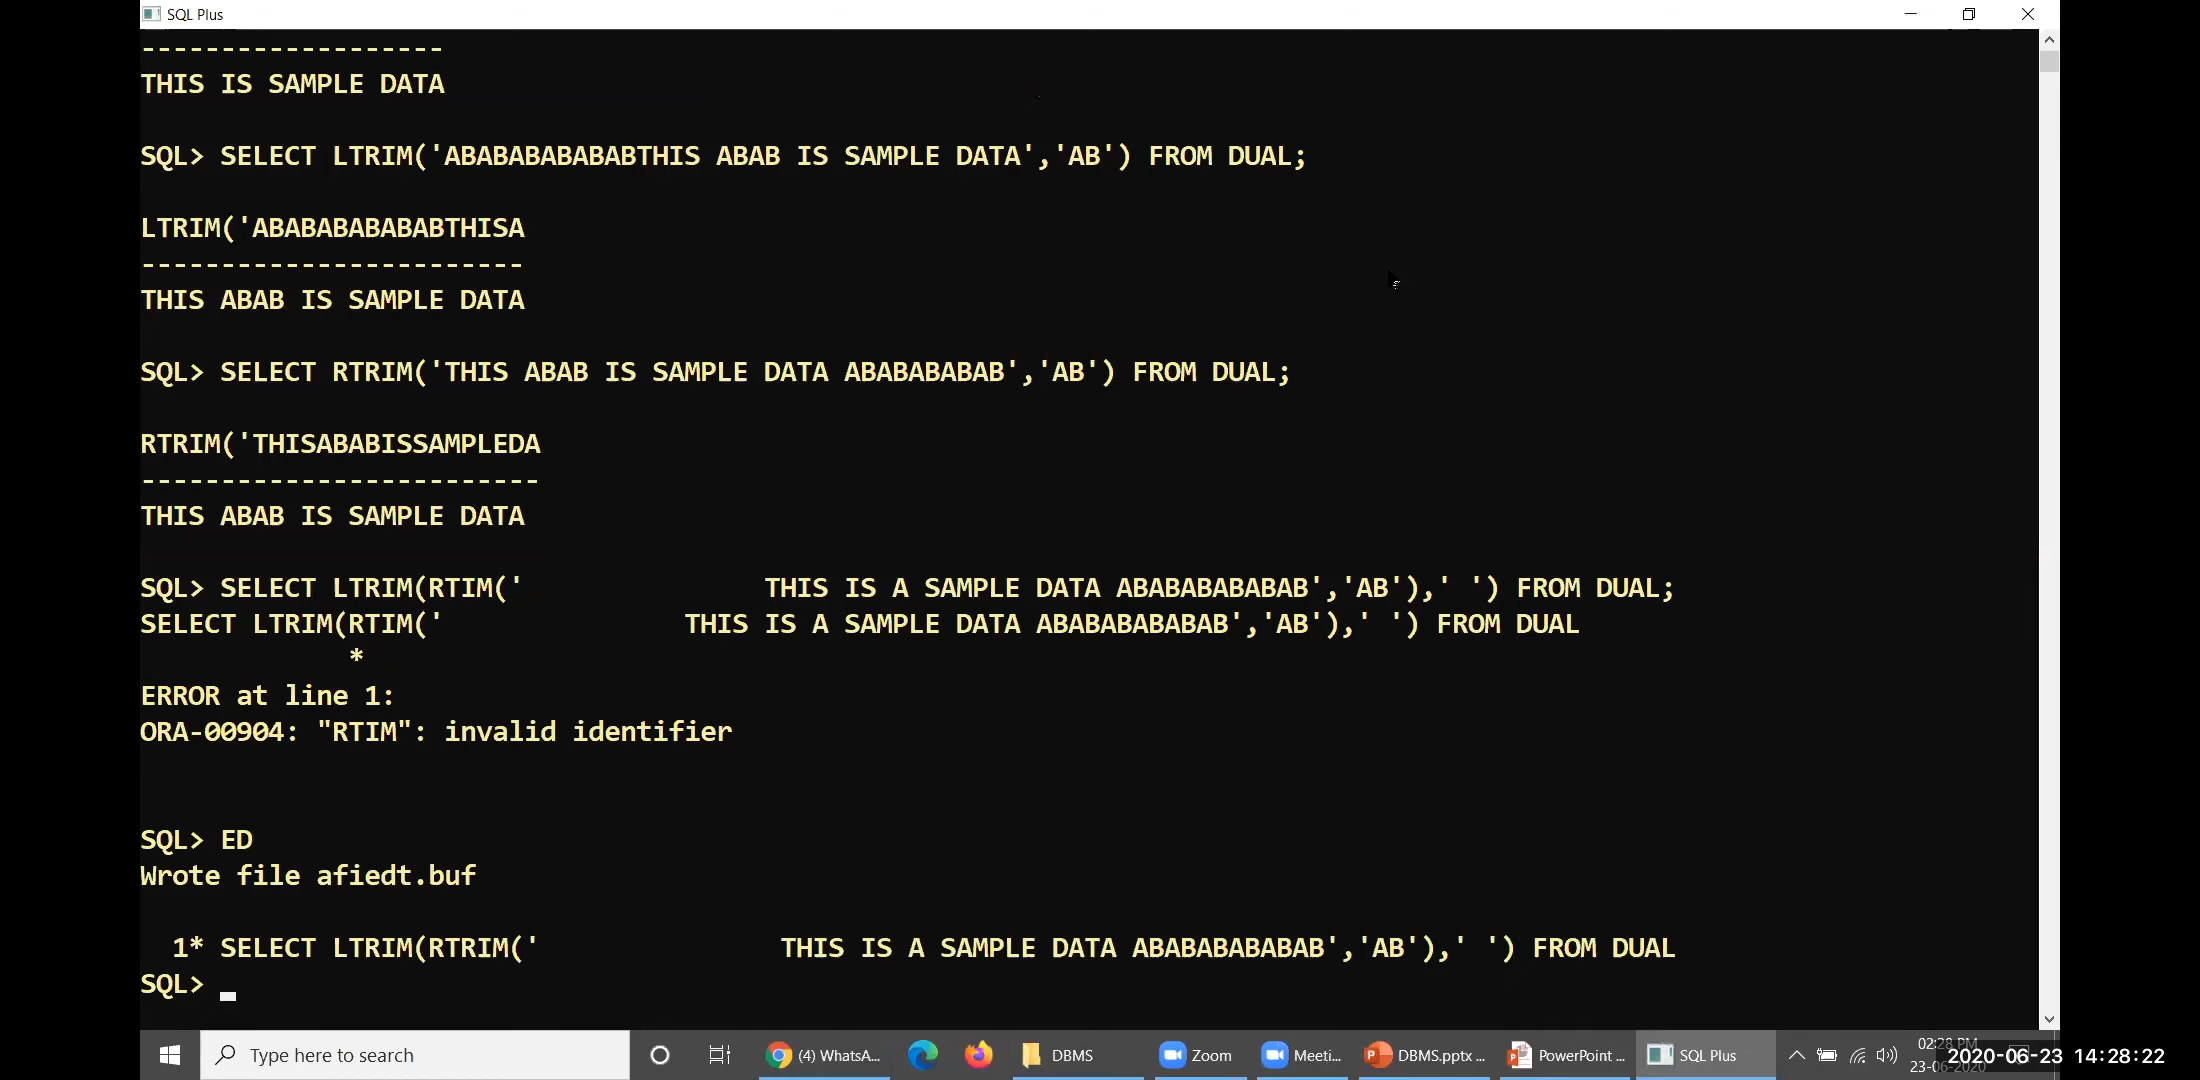 SQL Plus
-------------------
THIS IS SAMPLE DATA
SQL> SELECT LTRIM('ABABABABABABTHIS ABAB IS SAMPLE DATA','AB') FROM DUAL;
LTRIM('ABABABABABABTHISA
------------------------
THIS ABAB IS SAMPLE DATA
SQL> SELECT RTRIM('THIS ABAB IS SAMPLE DATA ABABABABAB','AB') FROM DUAL;
RTRIM('THISABABISSAMPLEDA
-------------------------
THIS ABAB IS SAMPLE DATA
SQL> SELECT LTRIM(RTIM('               THIS IS A SAMPLE DATA ABABABABABAB','AB'),' ') FROM DUAL;
SELECT LTRIM(RTIM('               THIS IS A SAMPLE DATA ABABABABABAB','AB'),' ') FROM DUAL
*
ERROR at line 1:
ORA-00904: "RTIM": invalid identifier
SQL> ED
Wrote file afiedt.buf
1* SELECT LTRIM(RTRIM('               THIS IS A SAMPLE DATA ABABABABABAB','AB'),' ') FROM DUAL
SQL>
Type here to search
(4) WhatsA...
DBMS
Zoom
Meeti...
DBMS.pptx ...
PowerPoint ...
SQL Plus
02:28 PM
23-06-2020
2020-06-23 14:28:22